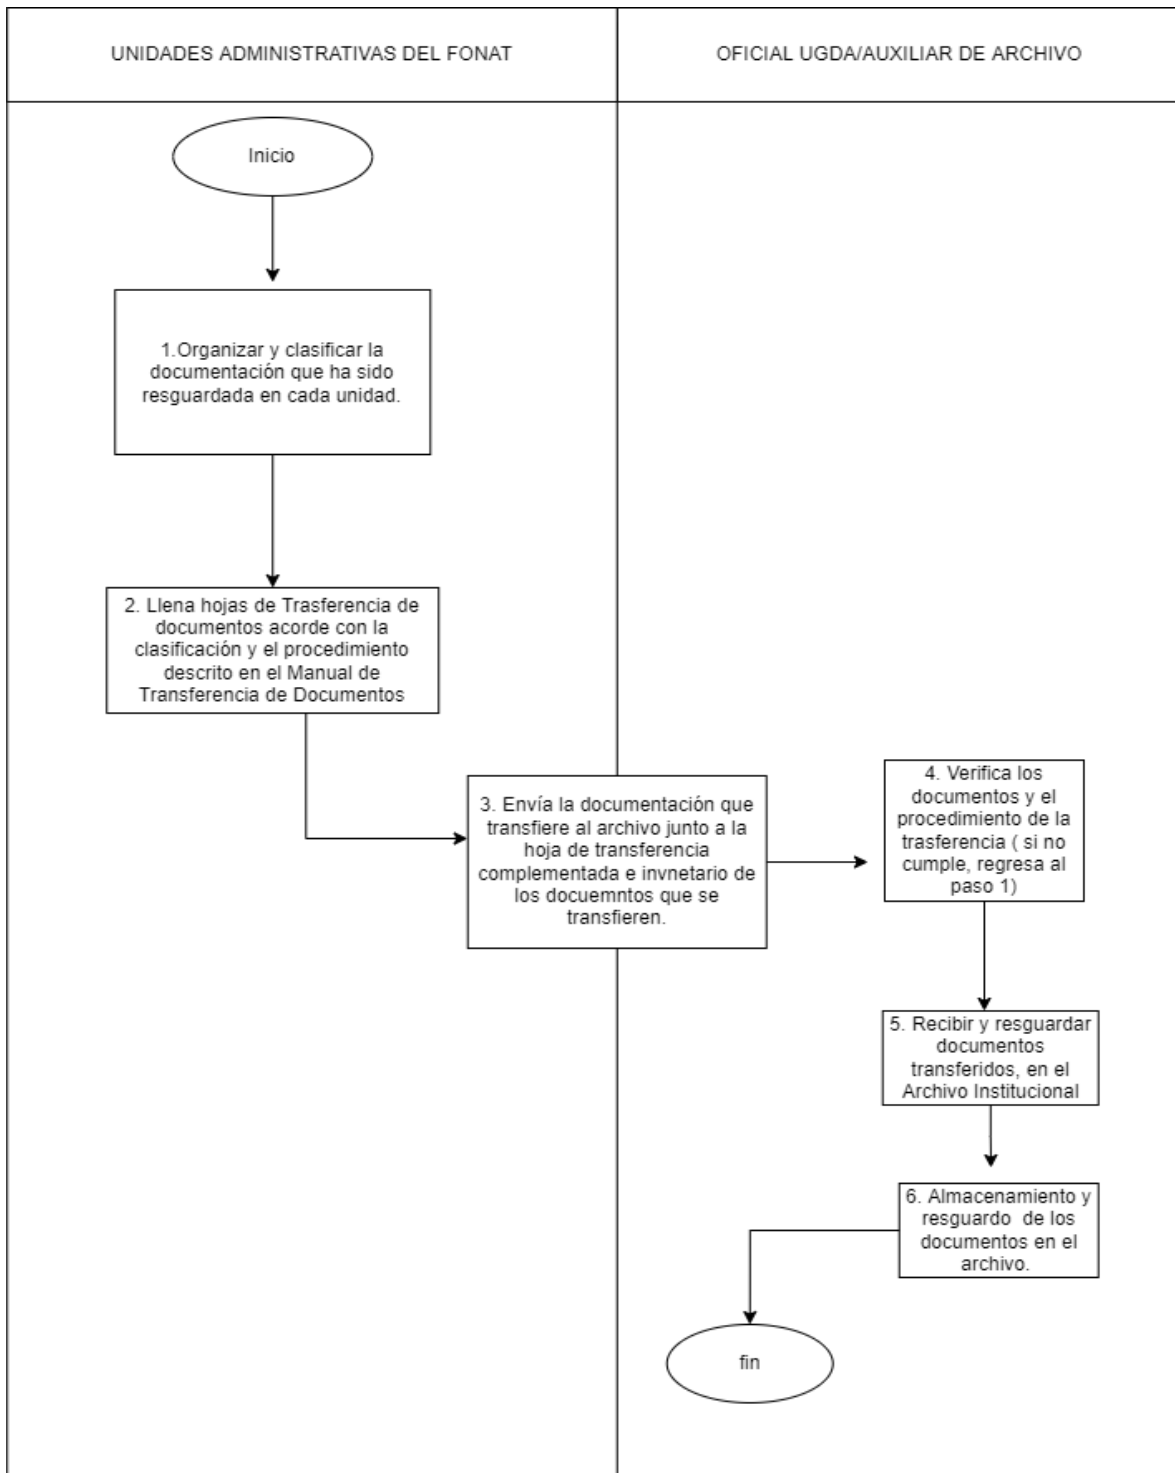 UNIDADES ADMINISTRATIVAS DEL FONAT
OFICIAL UGDA/AUXILIAR DE ARCHIVO
Inicio
1.Organizar y clasificar la
documentación que ha sido
resguardada en cada unidad.
2. Llena hojas de Trasferencia de
documentos acorde con la
clasificación y el procedimiento
descrito en el Manual de
Transferencia de Documentos
3. Envía la documentación que
transfiere al archivo junto a la
hoja de transferencia
complementada e invnetario de
los docuemntos que se
transfieren.
4. Verifica los
documentos y el
procedimiento de la
trasferencia ( si no
cumple, regresa al
paso 1)
5. Recibir y resguardar
documentos
transferidos, en el
Archivo Institucional
6. Almacenamiento y
resguardo de los
documentos en el
archivo.
fin